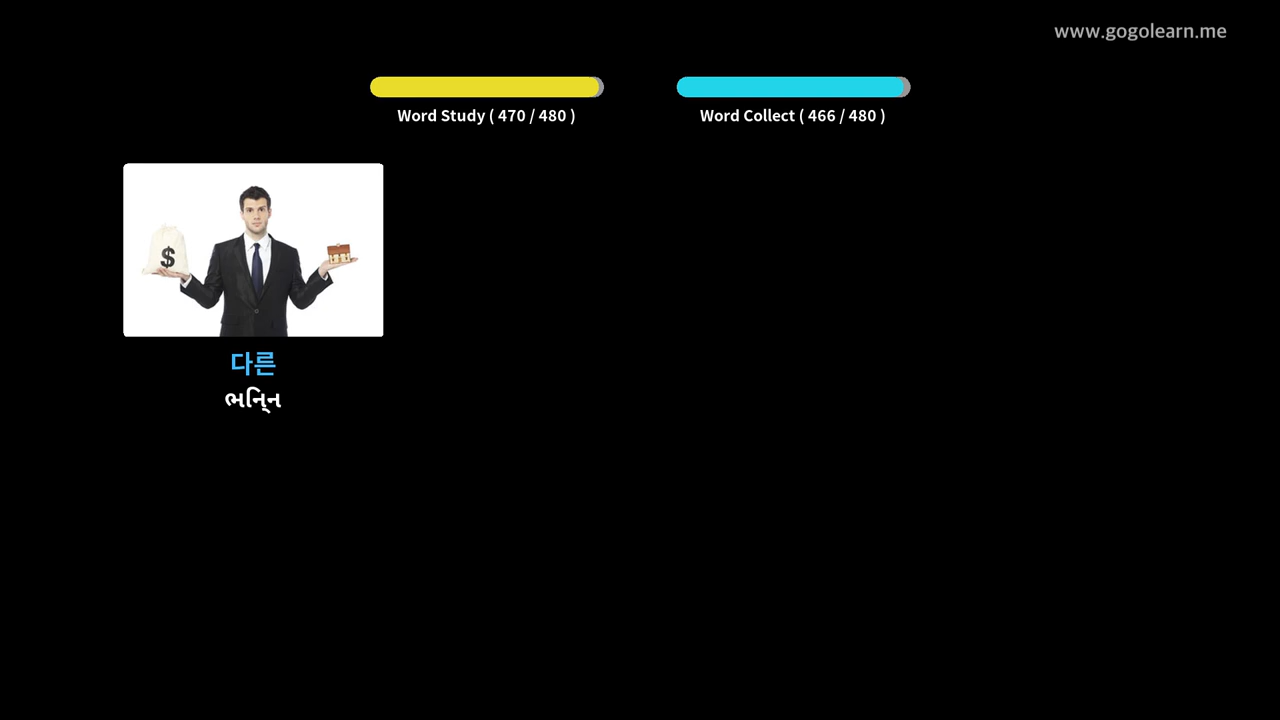 www.gogolearn.me
Word Study ( 470 / 480 )
Word Collect ( 466 / 480 )
$
다른
ભિન્ન